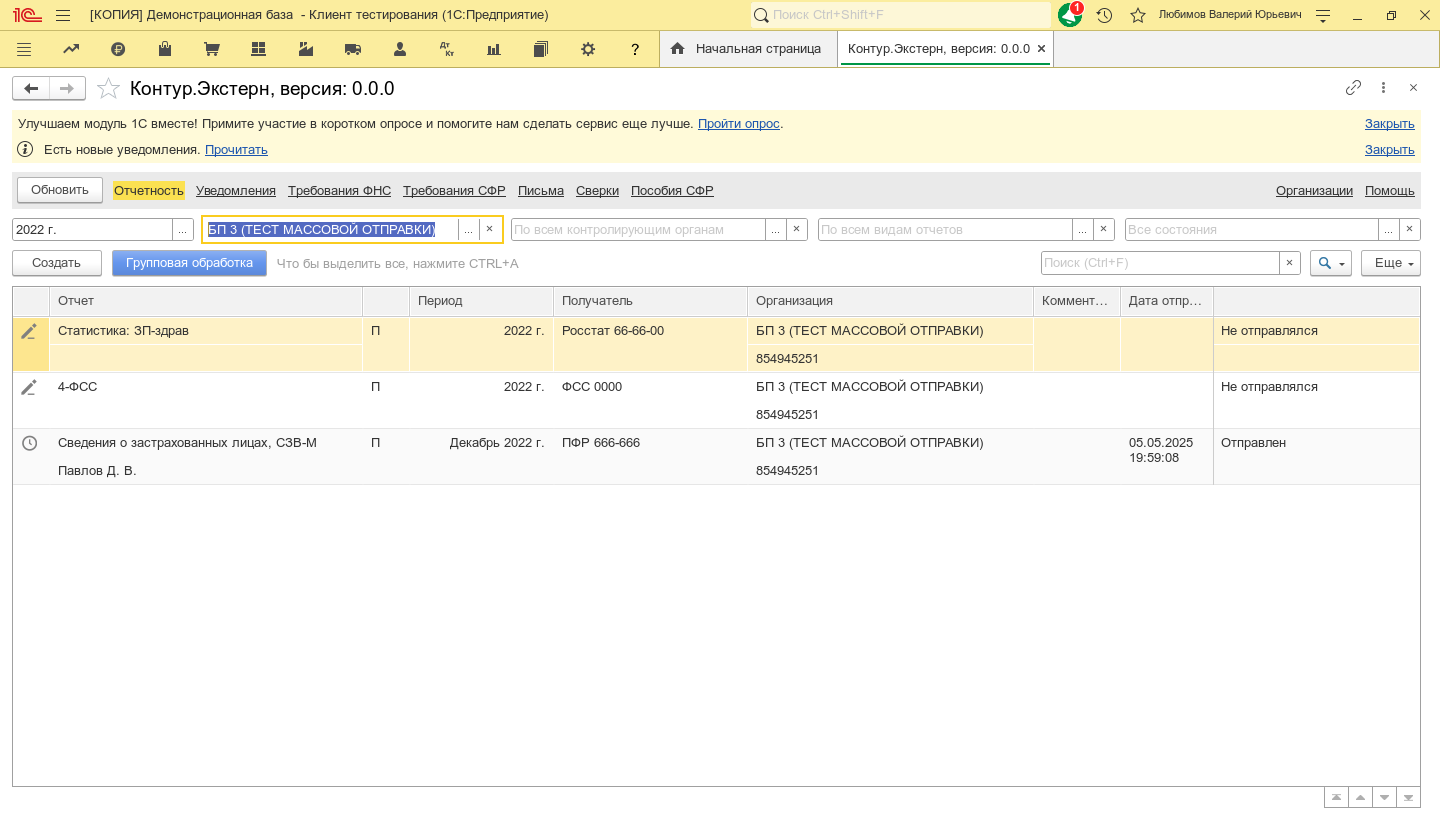 [КОПИЯ] Демонстрационная база - Клиент тестирования (1С:Предприятие)
Поиск Ctrl+Shift+F
1
Любимов Валерий Юрьевич
Дт Кт
?
Начальная страница
Контур.Экстерн, версия: 0.0.0 ×
Контур.Экстерн, версия: 0.0.0
Улучшаем модуль 1С вместе! Примите участие в коротком опросе и помогите нам сделать сервис еще лучше. Пройти опрос. Закрыть
Есть новые уведомления. Прочитать Закрыть
Обновить Отчетность Уведомления Требования ФНС Требования СФР Письма Сверки Пособия СФР Организации Помощь
2022 г. ... БП 3 (ТЕСТ МАССОВОЙ ОТПРАВКИ) ... × По всем контролирующим органам ... × По всем видам отчетов ... × Все состояния ... ×
Создать Групповая обработка Что бы выделить все, нажмите CTRL+A Поиск (Ctrl+F) × Еще
Отчет Период Получатель Организация Коммент... Дата отпр...
Статистика: ЗП-здрав П 2022 г. Росстат 66-66-00 БП 3 (ТЕСТ МАССОВОЙ ОТПРАВКИ) Не отправлялся
854945251
4-ФСС П 2022 г. ФСС 0000 БП 3 (ТЕСТ МАССОВОЙ ОТПРАВКИ) Не отправлялся
854945251
Сведения о застрахованных лицах, СЗВ-М П Декабрь 2022 г. ПФР 666-666 БП 3 (ТЕСТ МАССОВОЙ ОТПРАВКИ) 05.05.2025 Отправлен
19:59:08
Павлов Д. В. 854945251